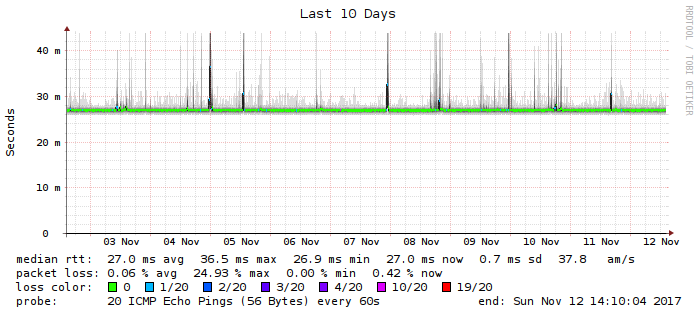 Last 10 Days
RRDTOOL / TOBI OETIKER
Seconds
40 m
30 m
20 m
10 m
0
03 Nov 04 Nov 05 Nov 06 Nov 07 Nov 08 Nov 09 Nov 10 Nov 11 Nov 12 Nov
median rtt: 27.0 ms avg 36.5 ms max 26.9 ms min 27.0 ms now 0.7 ms sd 37.8 am/s
packet loss: 0.06 % avg 24.93 % max 0.00 % min 0.42 % now
loss color: 0 1/20 2/20 3/20 4/20 10/20 19/20
probe: 20 ICMP Echo Pings (56 Bytes) every 60s end: Sun Nov 12 14:10:04 2017